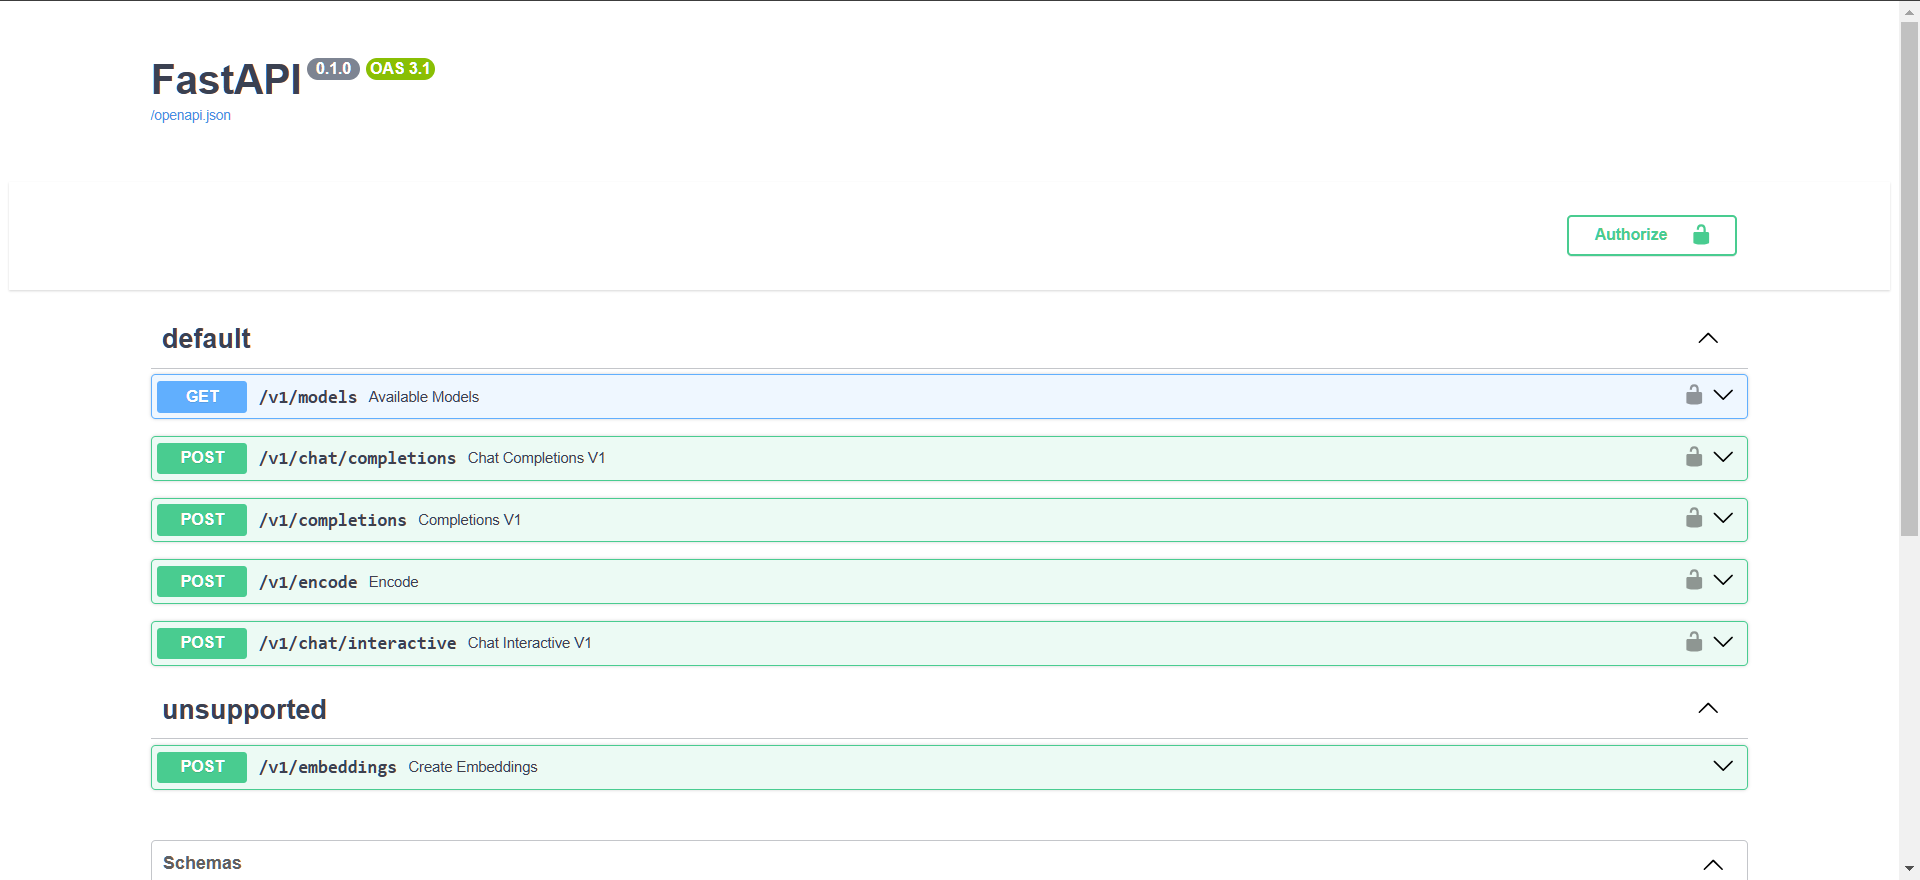 FastAPI 0.1.0 OAS 3.1
/openapi.json
Authorize
default
GET /v1/models Available Models
POST /v1/chat/completions Chat Completions V1
POST /v1/completions Completions V1
POST /v1/encode Encode
POST /v1/chat/interactive Chat Interactive V1
unsupported
POST /v1/embeddings Create Embeddings
Schemas